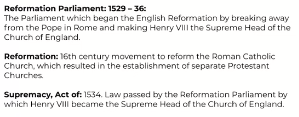 Reformation Parliament: 1529 – 36:
The Parliament which began the English Reformation by breaking away
from the Pope in Rome and making Henry VIII the Supreme Head of the
Church of England.
Reformation: 16th century movement to reform the Roman Catholic
Church, which resulted in the establishment of separate Protestant
Churches.
Supremacy, Act of: 1534. Law passed by the Reformation Parliament by
which Henry VIII became the Supreme Head of the Church of England.